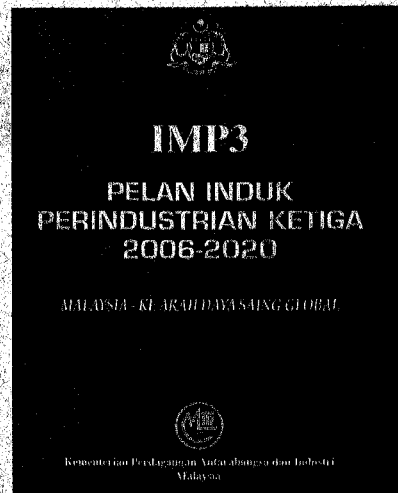 IMP3
PELAN INDUK
PERINDUSTRIAN KETIGA
2006-2020
MALAYSIA - KE ARAH DAYA SAING GLOBAL
Kementerian Perdagangan Antarabangsa dan Industri
Malaysia